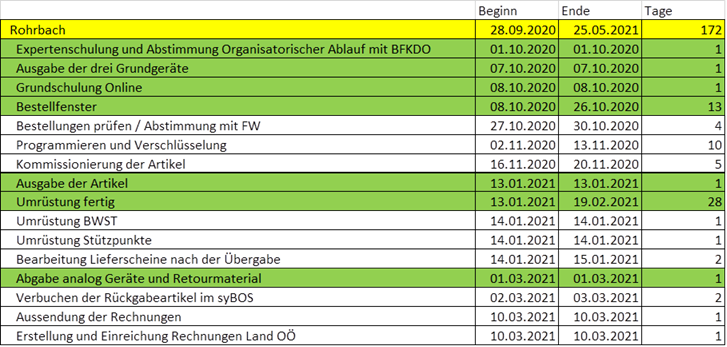 Beginn Ende Tage
Rohrbach 28.09.2020 25.05.2021 172
Expertenschulung und Abstimmung Organisatorischer Ablauf mit BFKDO 01.10.2020 01.10.2020 1
Ausgabe der drei Grundgeräte 07.10.2020 07.10.2020 1
Grundschulung Online 08.10.2020 08.10.2020 1
Bestellfenster 08.10.2020 26.10.2020 13
Bestellungen prüfen / Abstimmung mit FW 27.10.2020 30.10.2020 4
Programmieren und Verschlüsselung 02.11.2020 13.11.2020 10
Kommissionierung der Artikel 16.11.2020 20.11.2020 5
Ausgabe der Artikel 13.01.2021 13.01.2021 1
Umrüstung fertig 13.01.2021 19.02.2021 28
Umrüstung BWST 14.01.2021 14.01.2021 1
Umrüstung Stützpunkte 14.01.2021 14.01.2021 1
Bearbeitung Lieferscheine nach der Übergabe 14.01.2021 15.01.2021 2
Abgabe analog Geräte und Retourmaterial 01.03.2021 01.03.2021 1
Verbuchen der Rückgabeartikel im syBOS 02.03.2021 03.03.2021 2
Aussendung der Rechnungen 10.03.2021 10.03.2021 1
Erstellung und Einreichung Rechnungen Land OÖ 10.03.2021 10.03.2021 1